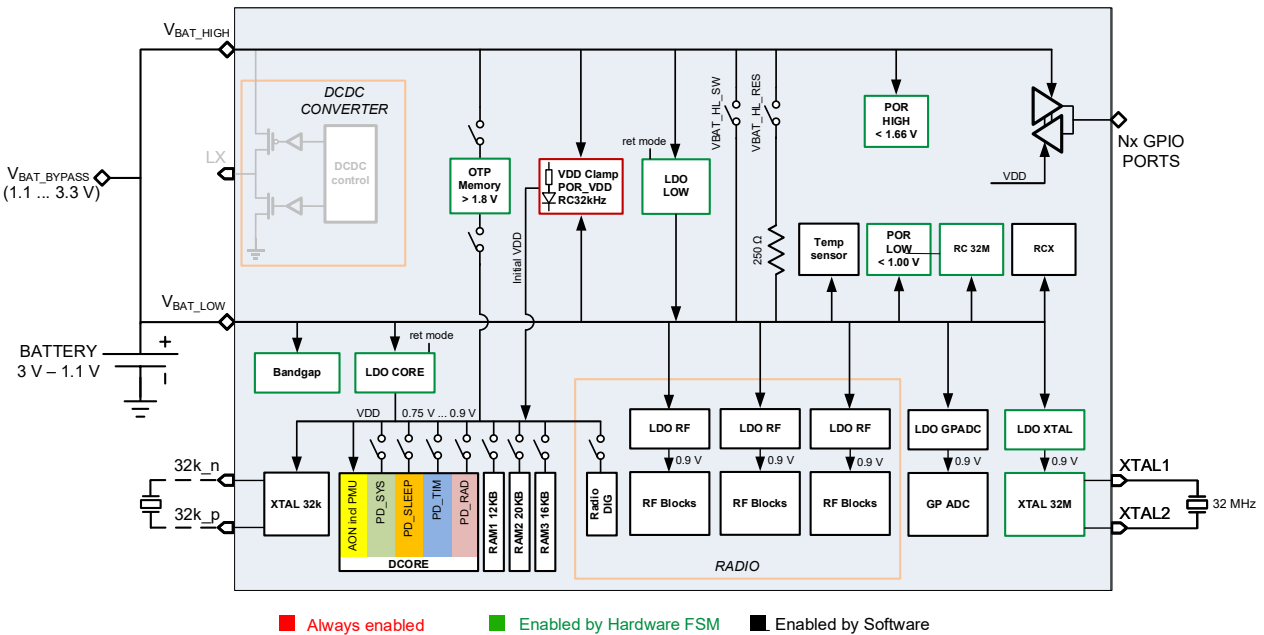 VBAT_HIGH
DCDC
CONVERTER
DCDC
control
LX
VBAT_BYPASS
(1.1 ... 3.3 V)
OTP
Memory
> 1.8 V
VDD Clamp
POR_VDD
RC32kHz
ret mode
LDO
LOW
VBAT_HL_SW
VBAT_HL_RES
POR
HIGH
< 1.66 V
Nx GPIO
PORTS
VDD
Initial VDD
250 Ω
Temp
sensor
POR
LOW
< 1.00 V
RC 32M
RCX
VBAT_LOW
BATTERY
3 V – 1.1 V
+
Bandgap
LDO CORE
ret mode
VDD
0.75 V ... 0.9 V
LDO RF
LDO RF
LDO RF
LDO GPADC
LDO XTAL
0.9 V
0.9 V
0.9 V
0.9 V
0.9 V
32k_n
32k_p
XTAL 32k
AON incl PMU
PD_SYS
PD_SLEEP
PD_TIM
PD_RAD
DCORE
RAM1 12KB
RAM2 20KB
RAM3 16KB
Radio
DIG
RF Blocks
RF Blocks
RF Blocks
GP ADC
XTAL 32M
XTAL1
XTAL2
32 MHz
RADIO
Always enabled
Enabled by Hardware FSM
Enabled by Software